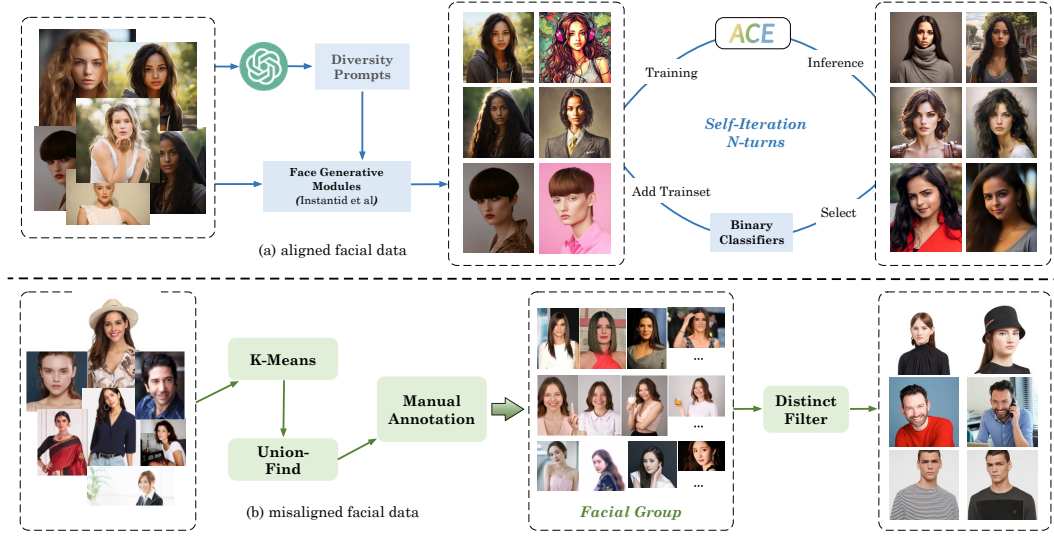 Diversity
Prompts
Face Generative
Modules
(Instantid et al)
(a) aligned facial data
ACE
Training
Inference
Self-Iteration
N-turns
Add Trainset
Select
Binary
Classifiers
K-Means
Union-
Find
Manual
Annotation
(b) misaligned facial data
...
...
...
Facial Group
Distinct
Filter